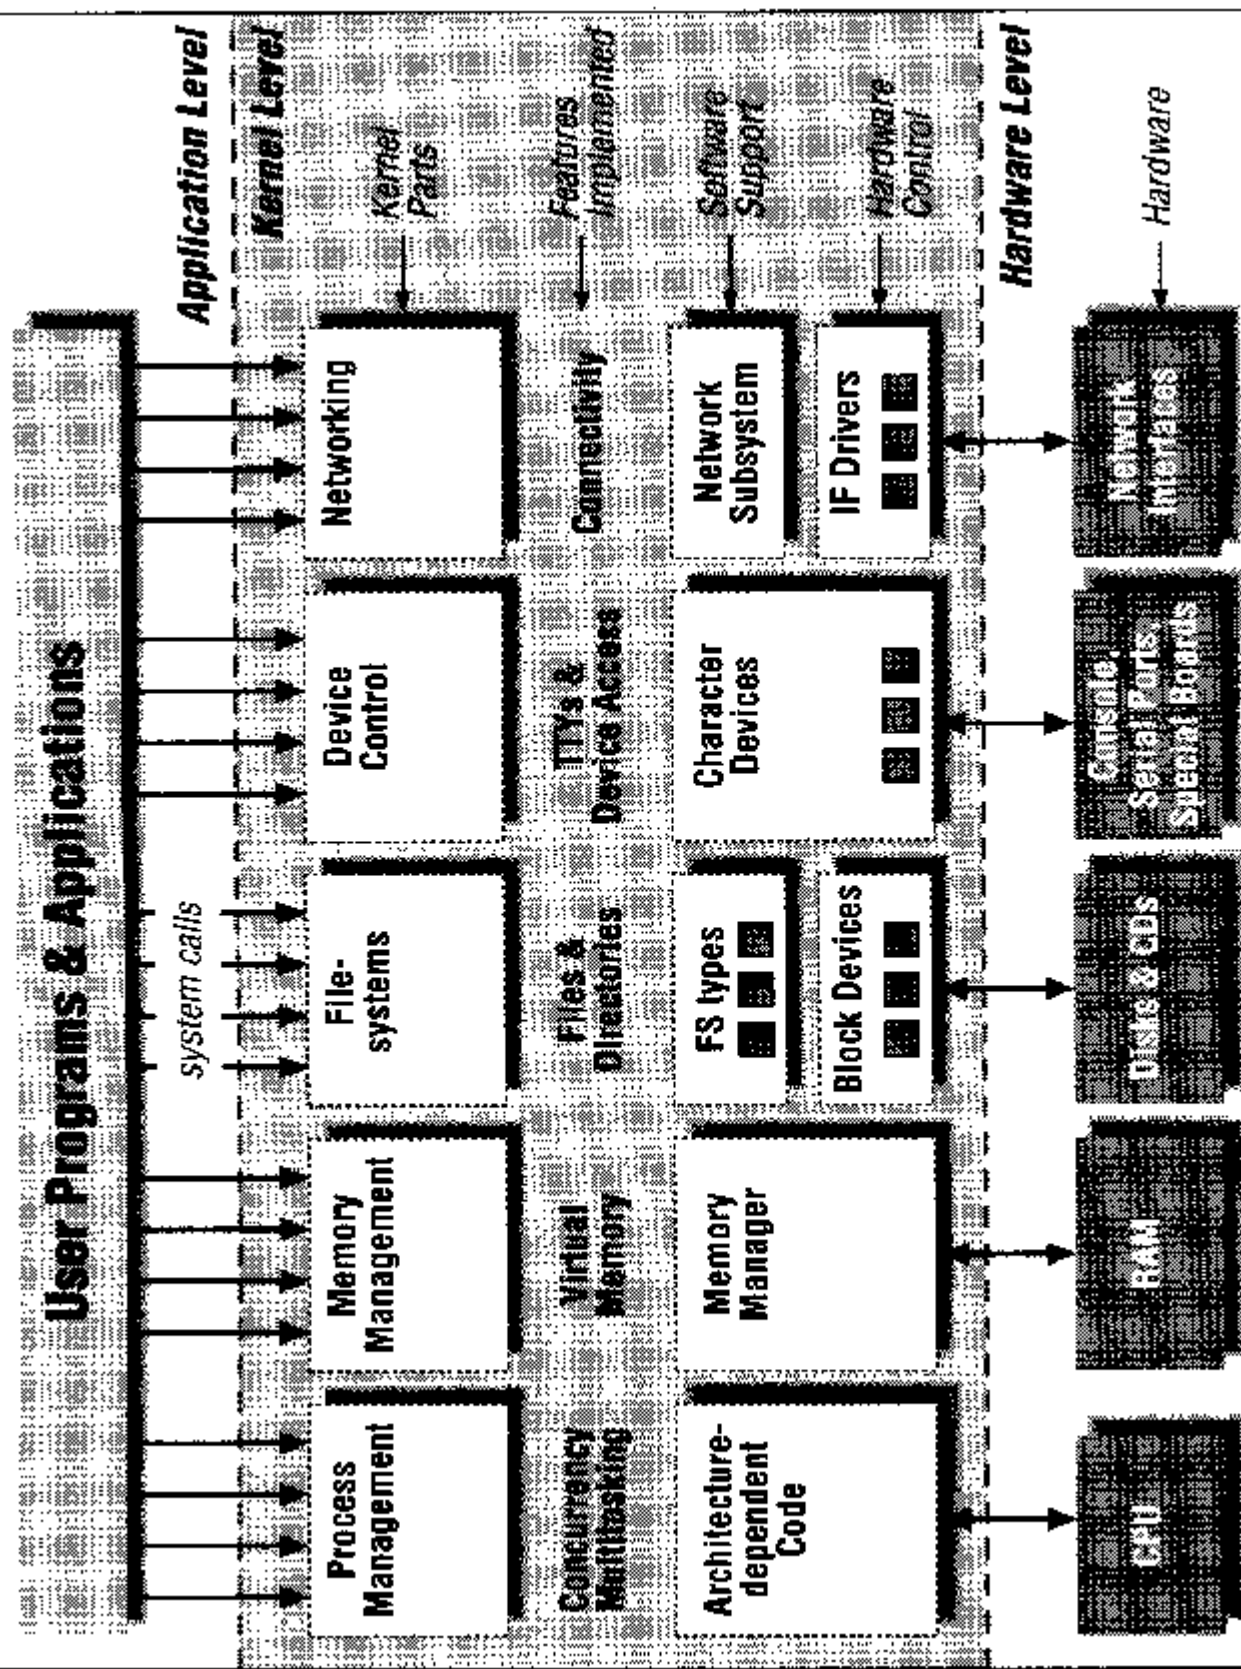 User Programs & Applications
Application Level
system calls
Kernel Level
Process
Management
Memory
Management
File-
systems
Device
Control
Networking
Kernel
Parts
Concurrency
Multitasking
Virtual
Memory
Files &
Directories
TTYs &
Device Access
Connectivity
Features
Implemented
Architecture-
dependent
Code
Memory
Manager
FS types
Block Devices
Character
Devices
Network
Subsystem
IF Drivers
Software
Support
Hardware
Control
Hardware Level
CPU
RAM
Disks & CDs
Console,
Serial Ports,
Special Boards
Network
Interfaces
Hardware